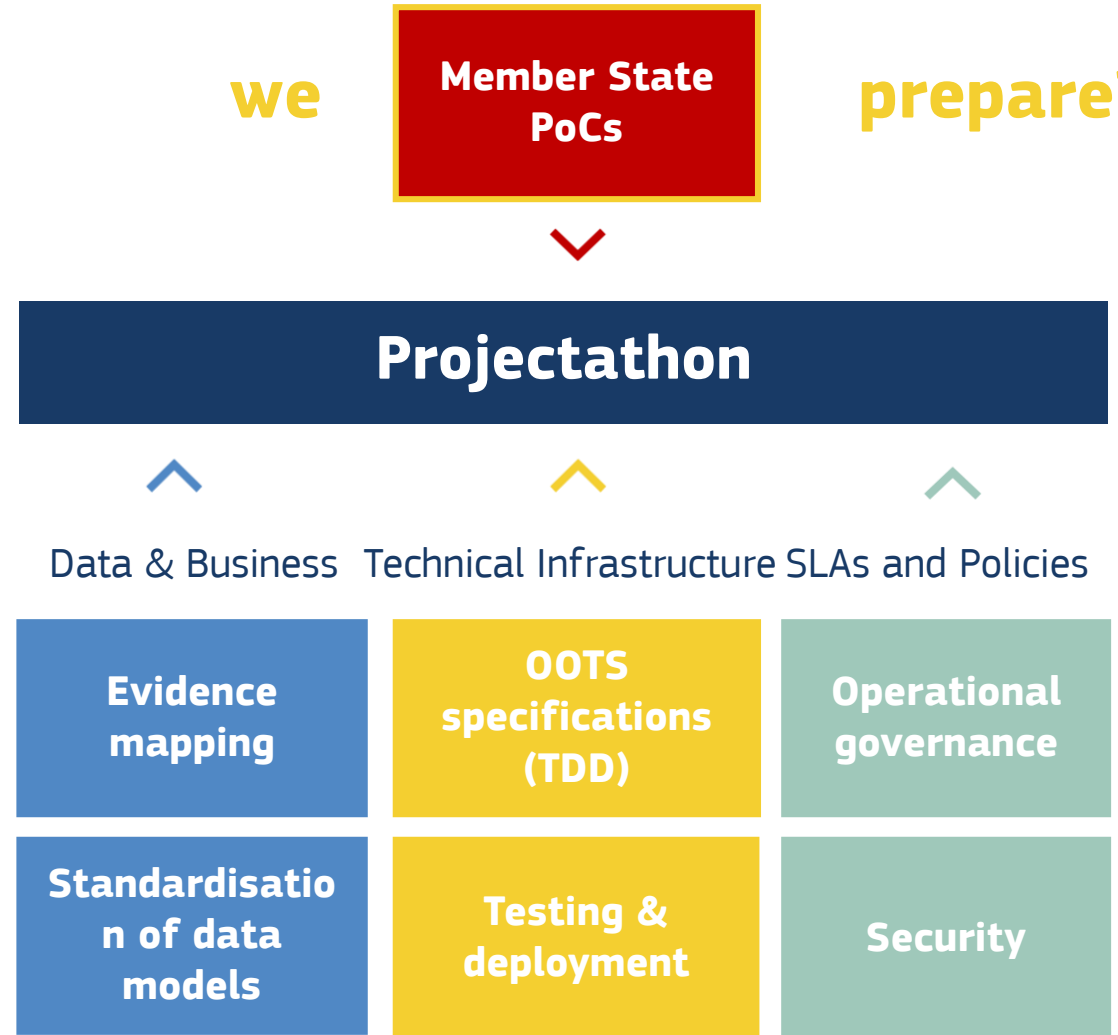 we
Member State
PoCs
prepare
Projectathon
Data & Business
Technical Infrastructure
SLAs and Policies
Evidence
mapping
OOTS
specifications
(TDD)
Operational
governance
Standardisatio
n of data
models
Testing &
deployment
Security